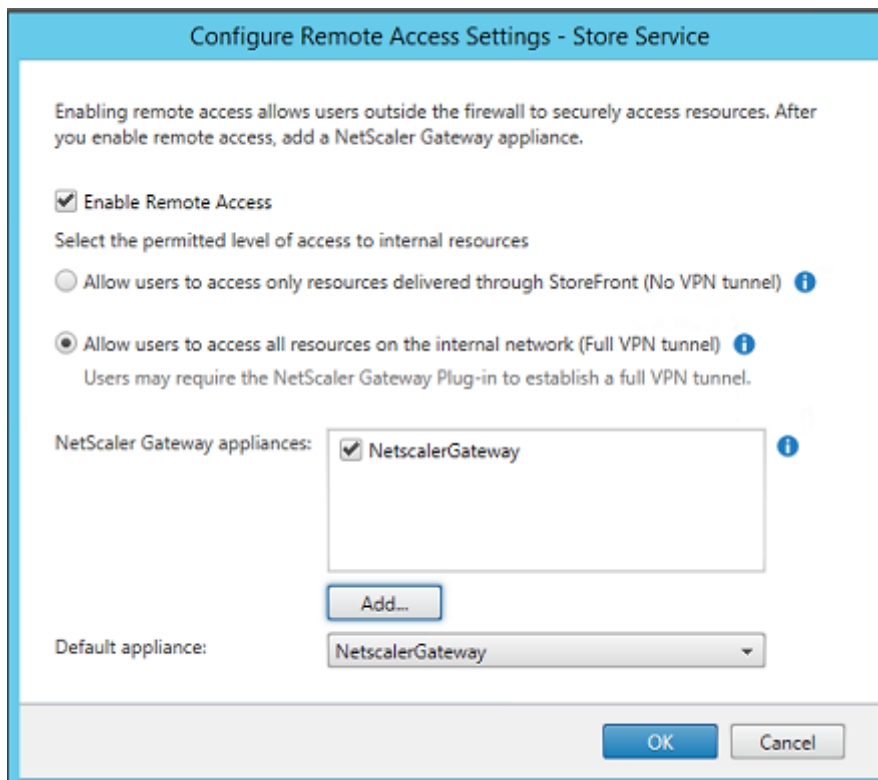 Configure Remote Access Settings - Store Service
Enabling remote access allows users outside the firewall to securely access resources. After
you enable remote access, add a NetScaler Gateway appliance.
Enable Remote Access
Select the permitted level of access to internal resources
Allow users to access only resources delivered through StoreFront (No VPN tunnel)
Allow users to access all resources on the internal network (Full VPN tunnel)
Users may require the NetScaler Gateway Plug-in to establish a full VPN tunnel.
NetScaler Gateway appliances:
NetscalerGateway
Add...
Default appliance:
NetscalerGateway
OK
Cancel